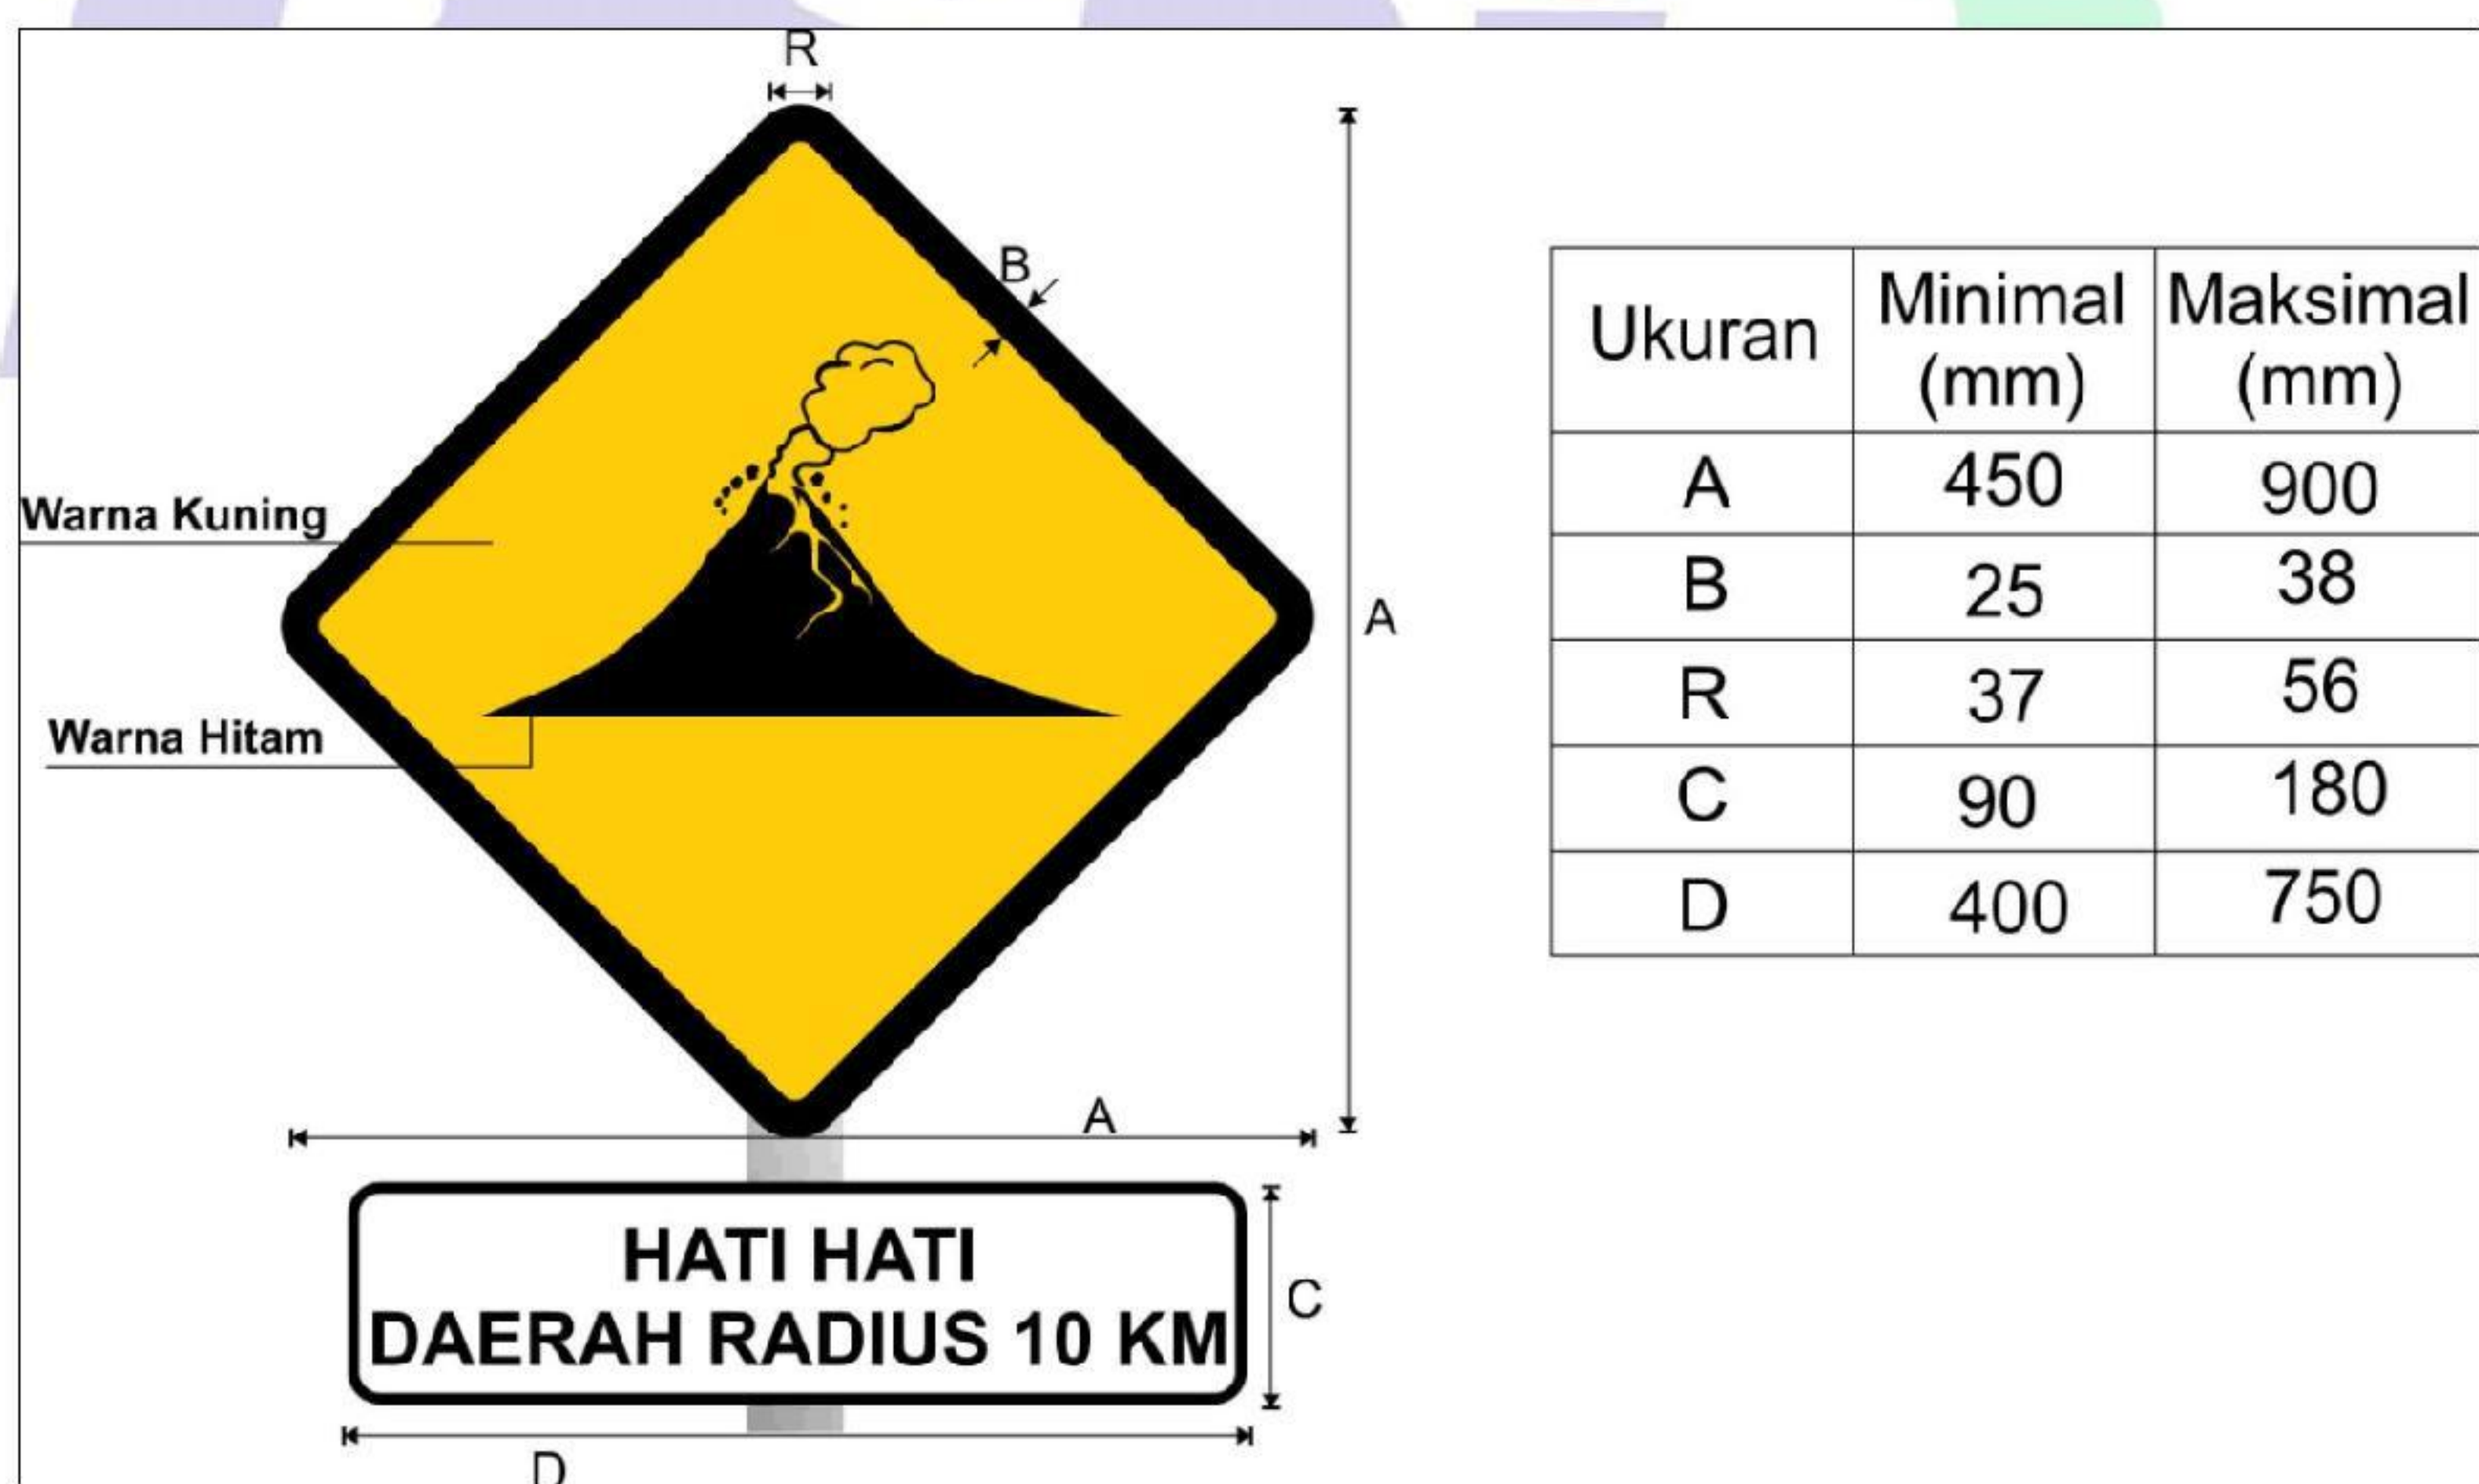 R
B
A
Warna Kuning
Warna Hitam
A
HATI HATI
DAERAH RADIUS 10 KM
C
D
Ukuran Minimal (mm) Maksimal (mm)
A 450 900
B 25 38
R 37 56
C 90 180
D 400 750